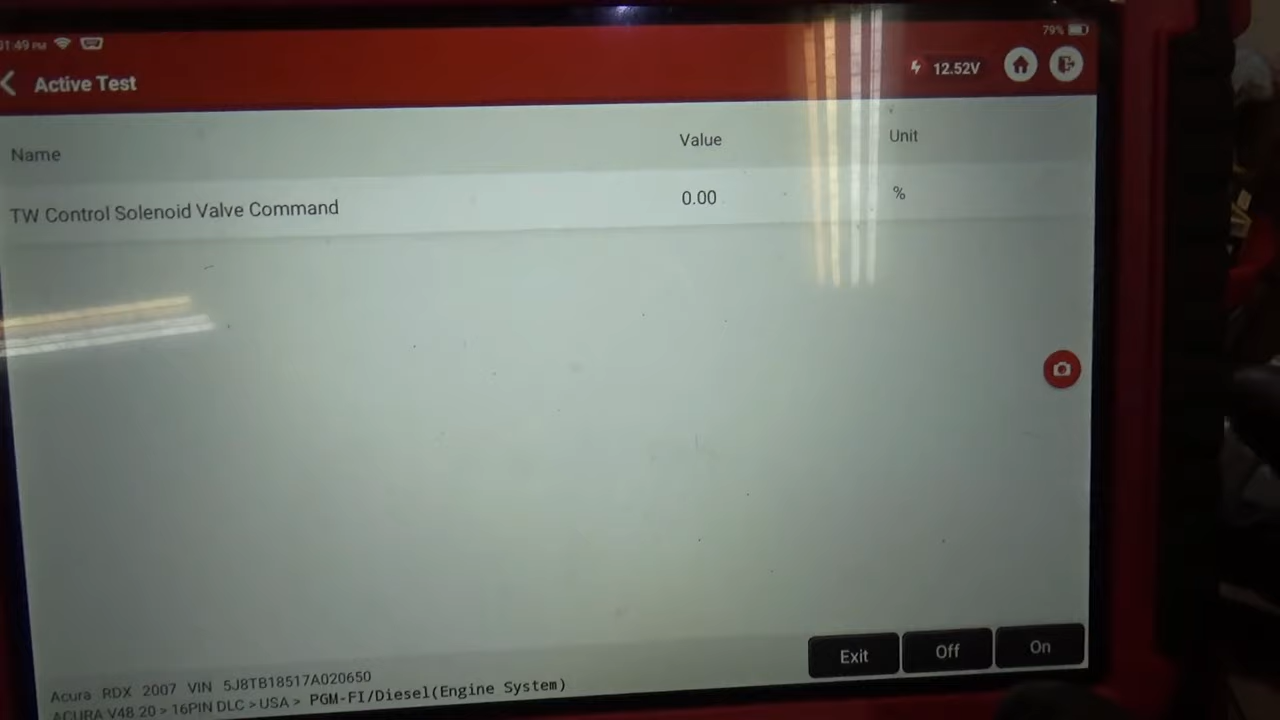 01:49 PM 79%
Active Test 12.52V
Name Value Unit
TW Control Solenoid Valve Command 0.00 %
Exit Off On
Acura RDX 2007 VIN 5J8TB18517A020650
ACURA V48.20 > 16PIN DLC > USA > PGM-FI/Diesel(Engine System)